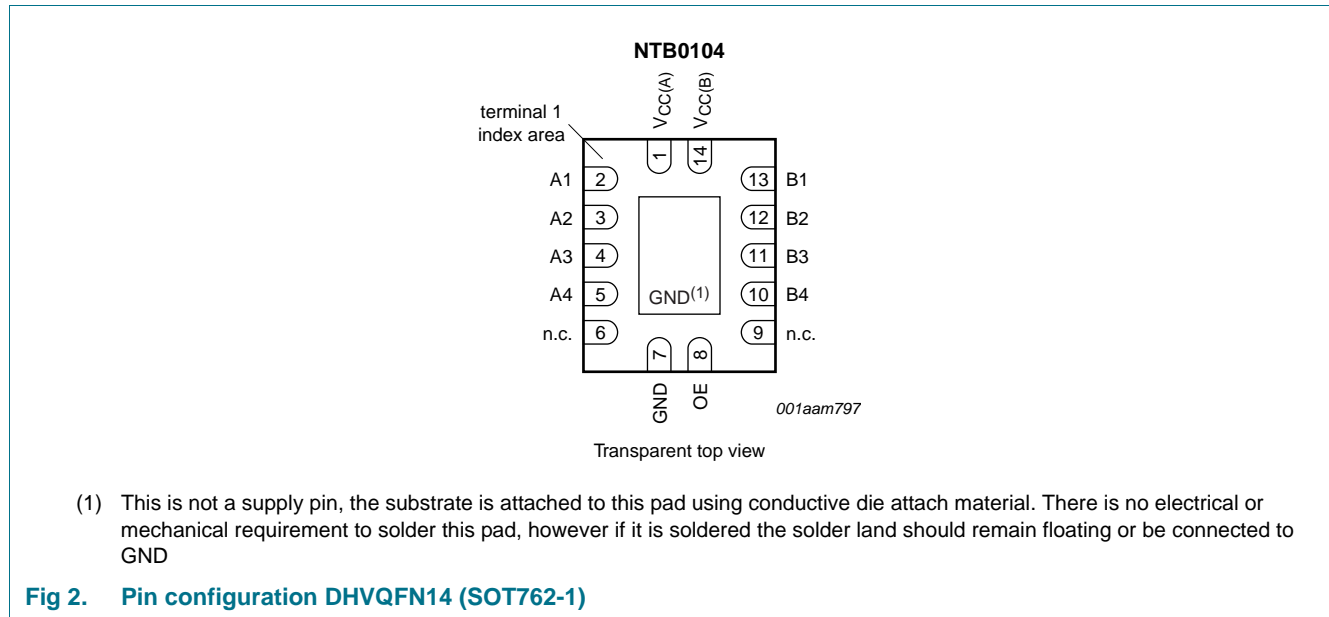 NTB0104
VCC(A)
VCC(B)
terminal 1
index area
1
14
A1 2 13 B1
A2 3 12 B2
A3 4 11 B3
A4 5 GND(1) 10 B4
n.c. 6 9 n.c.
7
8
GND
OE
001aam797
Transparent top view
(1) This is not a supply pin, the substrate is attached to this pad using conductive die attach material. There is no electrical or
mechanical requirement to solder this pad, however if it is soldered the solder land should remain floating or be connected to
GND
Fig 2. Pin configuration DHVQFN14 (SOT762-1)